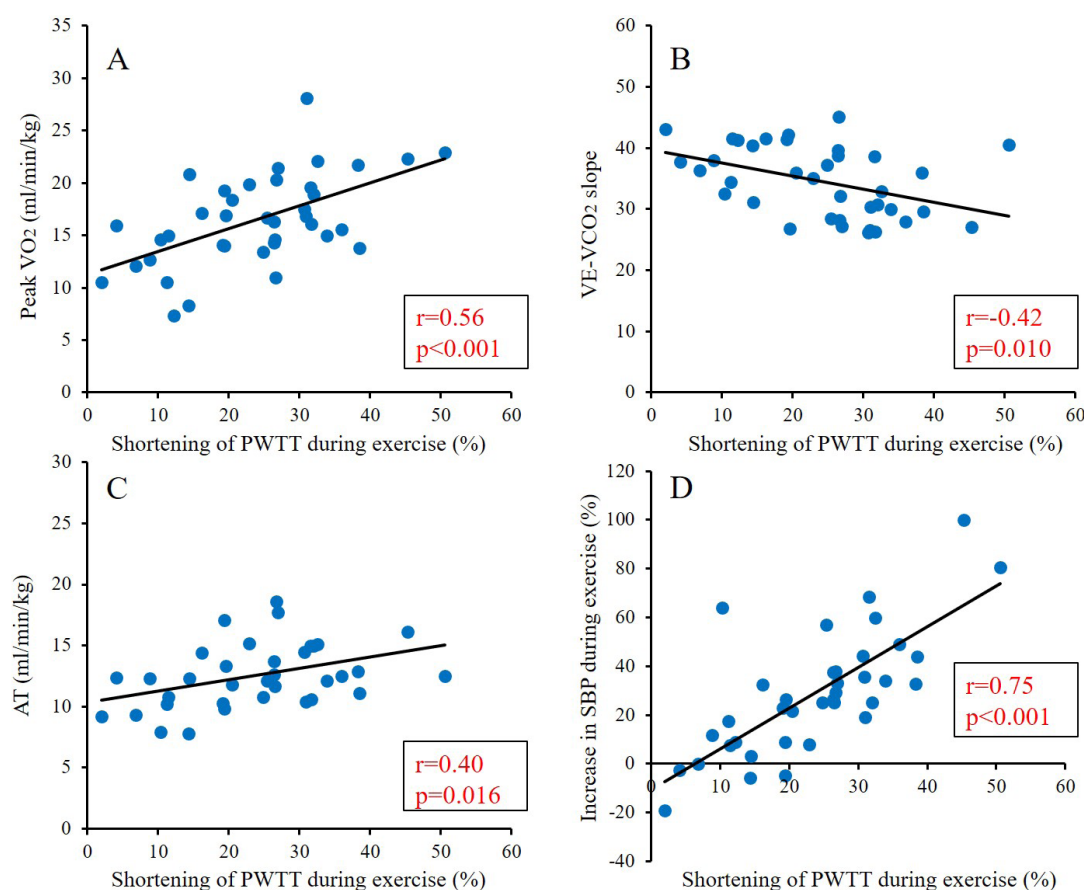 A
Peak VO2 (ml/min/kg)
35
30
25
20
15
10
5
0
r=0.56
p<0.001
0 10 20 30 40 50 60
Shortening of PWTT during exercise (%)
B
VE-VCO2 slope
60
50
40
30
20
10
0
r=-0.42
p=0.010
0 10 20 30 40 50 60
Shortening of PWTT during exercise (%)
C
AT (ml/min/kg)
30
25
20
15
10
5
0
r=0.40
p=0.016
0 10 20 30 40 50 60
Shortening of PWTT during exercise (%)
D
Increase in SBP during exercise (%)
120
100
80
60
40
20
0
-20
-40
r=0.75
p<0.001
0 10 20 30 40 50 60
Shortening of PWTT during exercise (%)